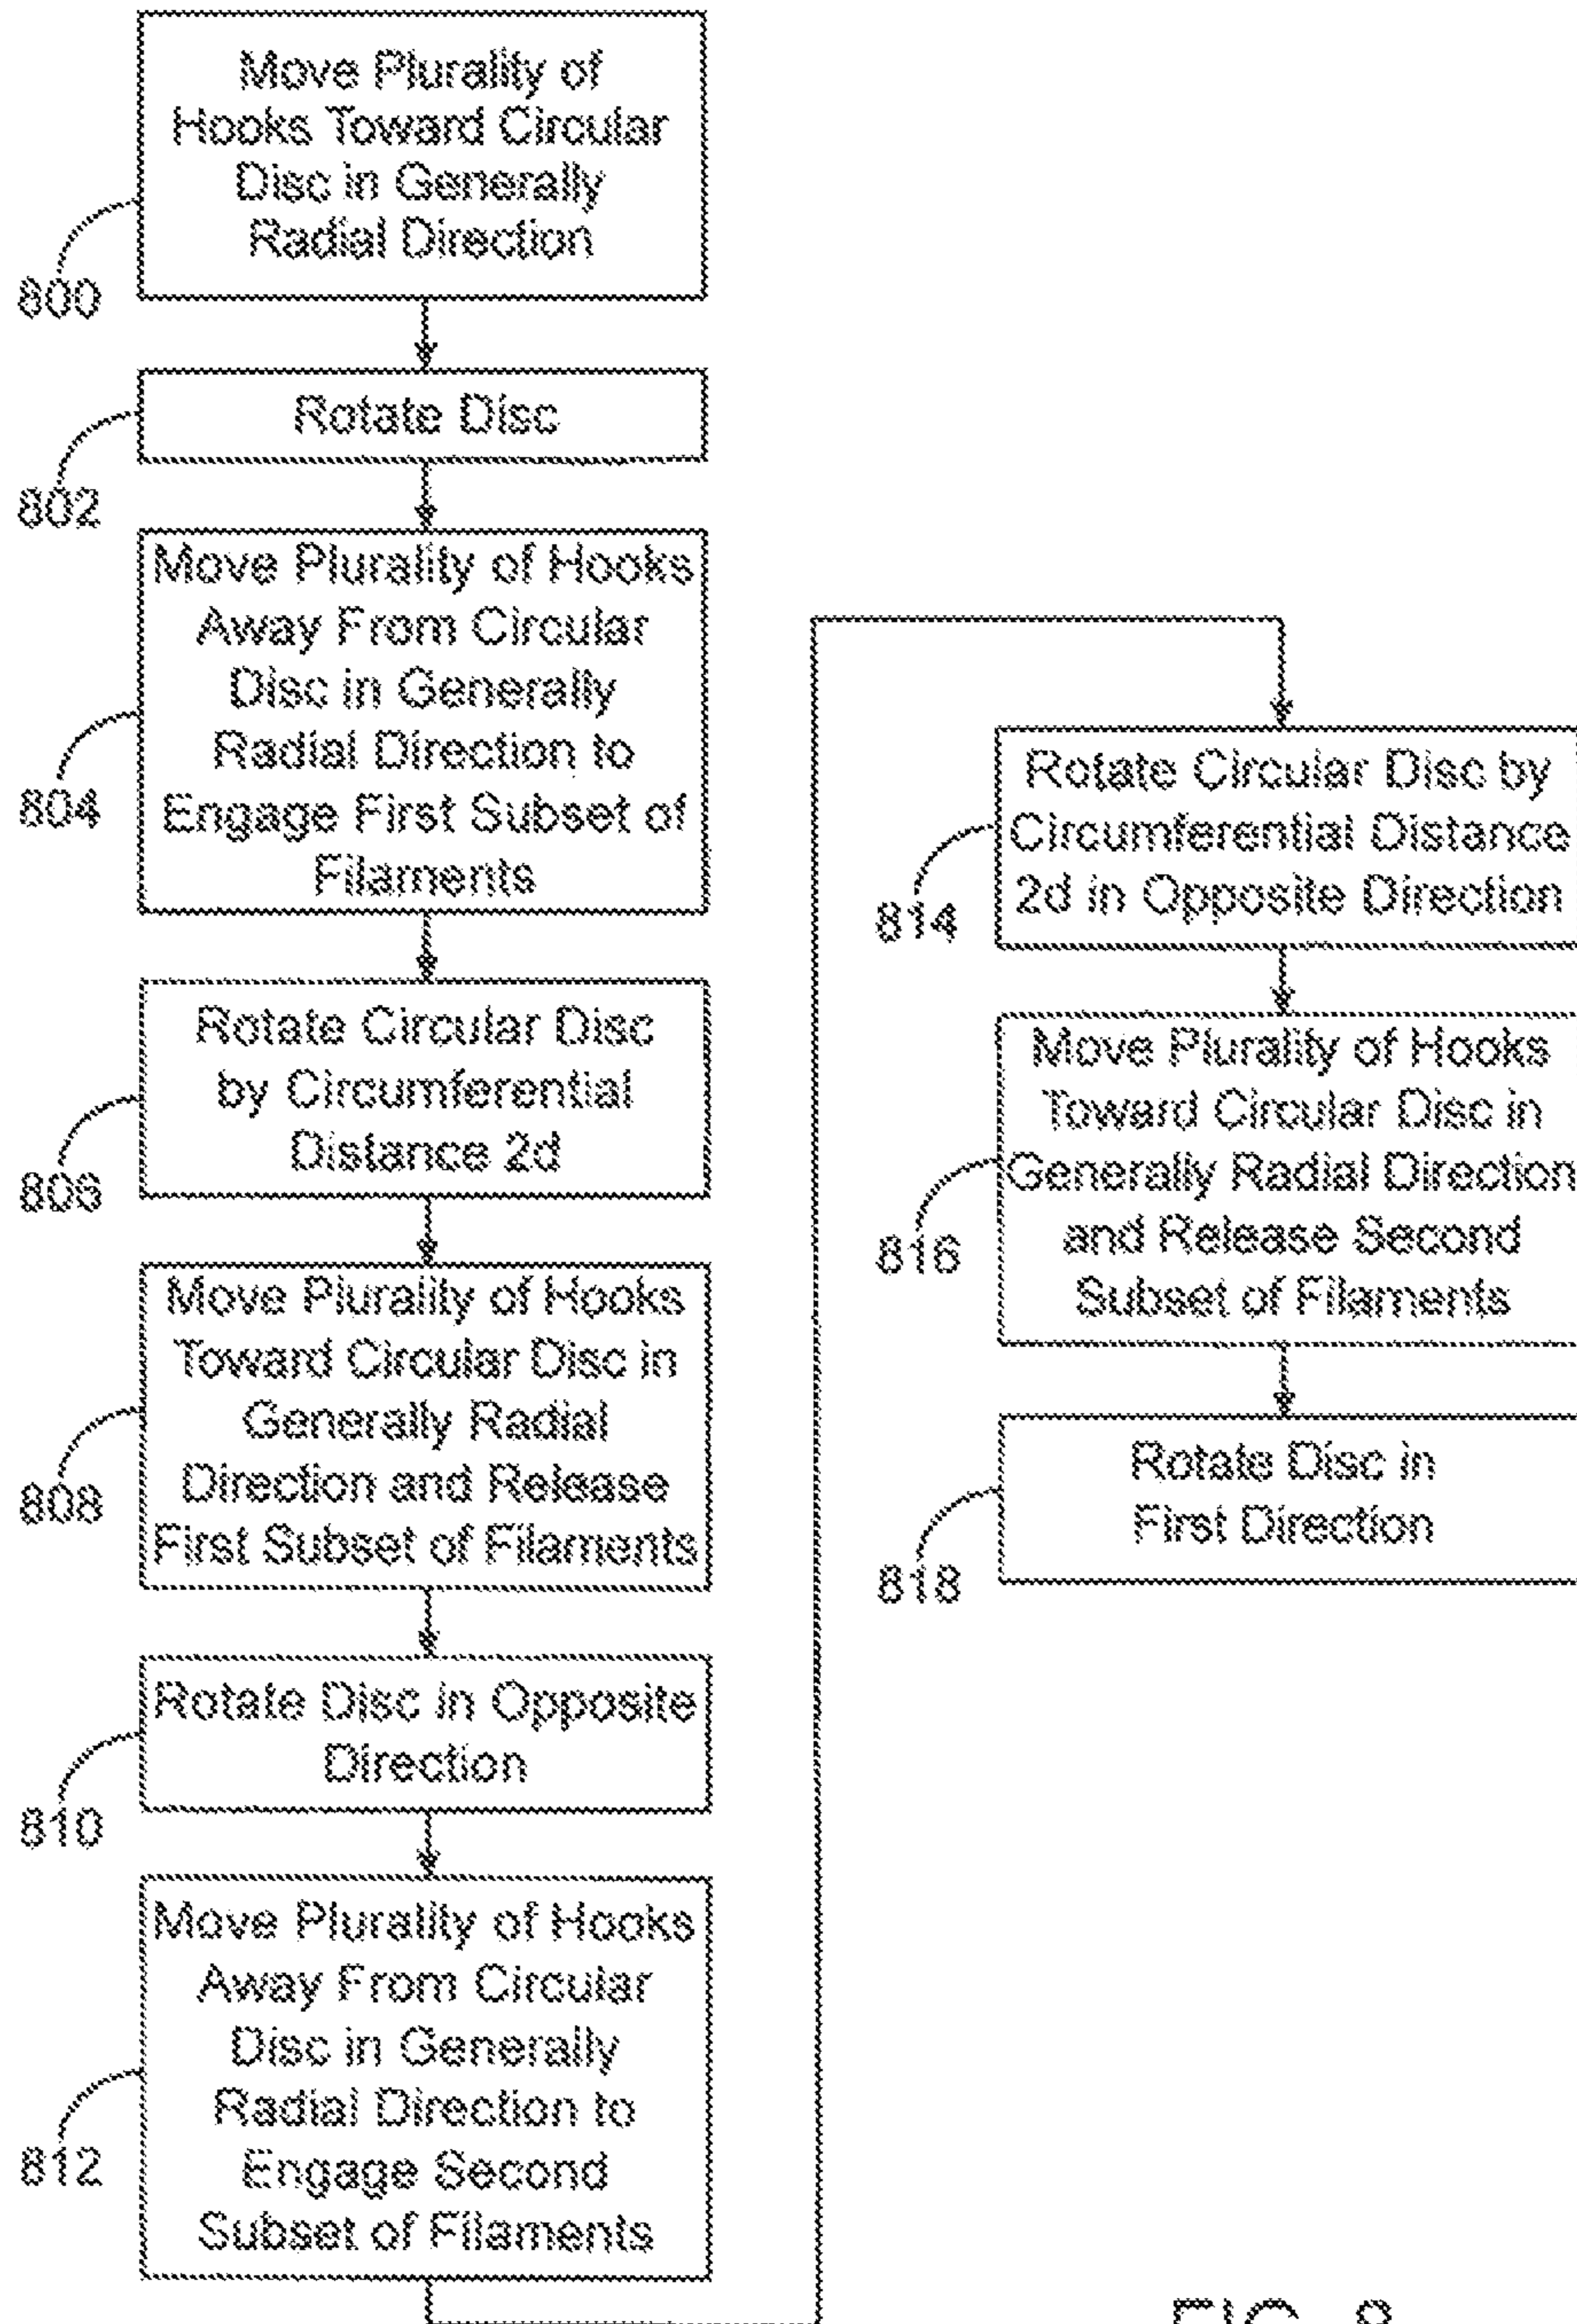 Move Plurality of
Hooks Toward Circular
Disc in Generally
Radial Direction
800
Rotate Disc
802
Move Plurality of Hooks
Away From Circular
Disc in Generally
Radial Direction to
Engage First Subset of
Filaments
804
Rotate Circular Disc
by Circumferential
Distance 2d
806
Move Plurality of Hooks
Toward Circular Disc in
Generally Radial
Direction and Release
First Subset of Filaments
808
Rotate Disc in Opposite
Direction
810
Move Plurality of Hooks
Away From Circular
Disc in Generally
Radial Direction to
Engage Second
Subset of Filaments
812
Rotate Circular Disc by
Circumferential Distance
2d in Opposite Direction
814
Move Plurality of Hooks
Toward Circular Disc in
Generally Radial Direction
and Release Second
Subset of Filaments
816
Rotate Disc in
First Direction
818
FIG. 8